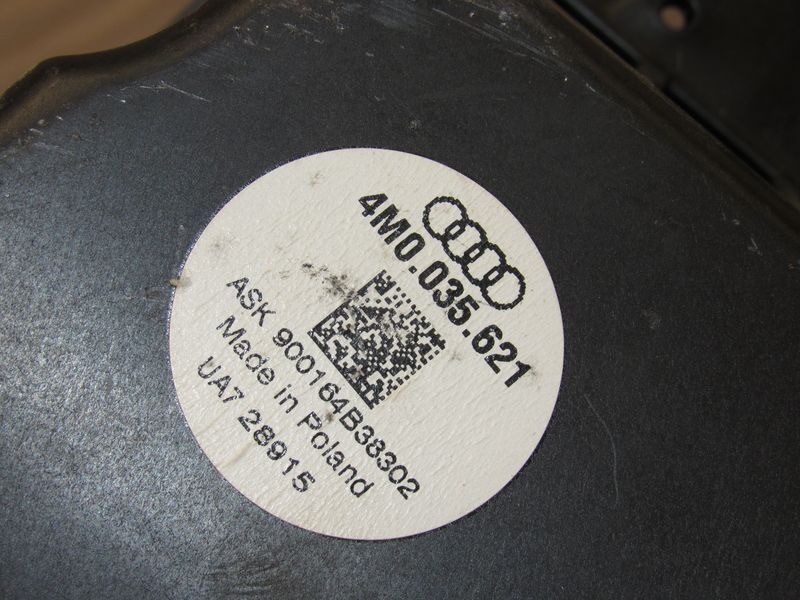 4M0.035.621
ASK 900164B38302
Made in Poland
UA7 28915